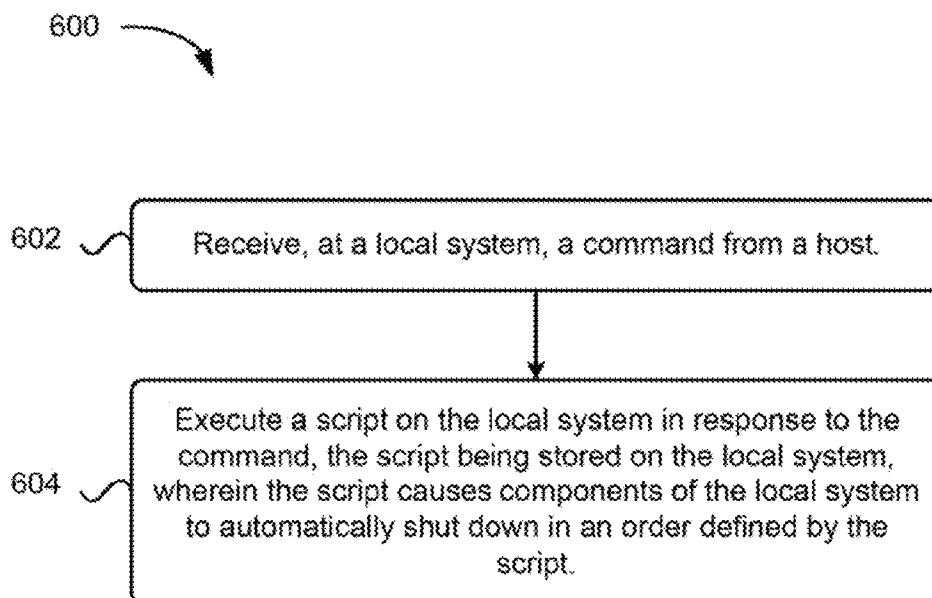 600
602
Receive, at a local system, a command from a host.
604
Execute a script on the local system in response to the
command, the script being stored on the local system,
wherein the script causes components of the local system
to automatically shut down in an order defined by the
script.